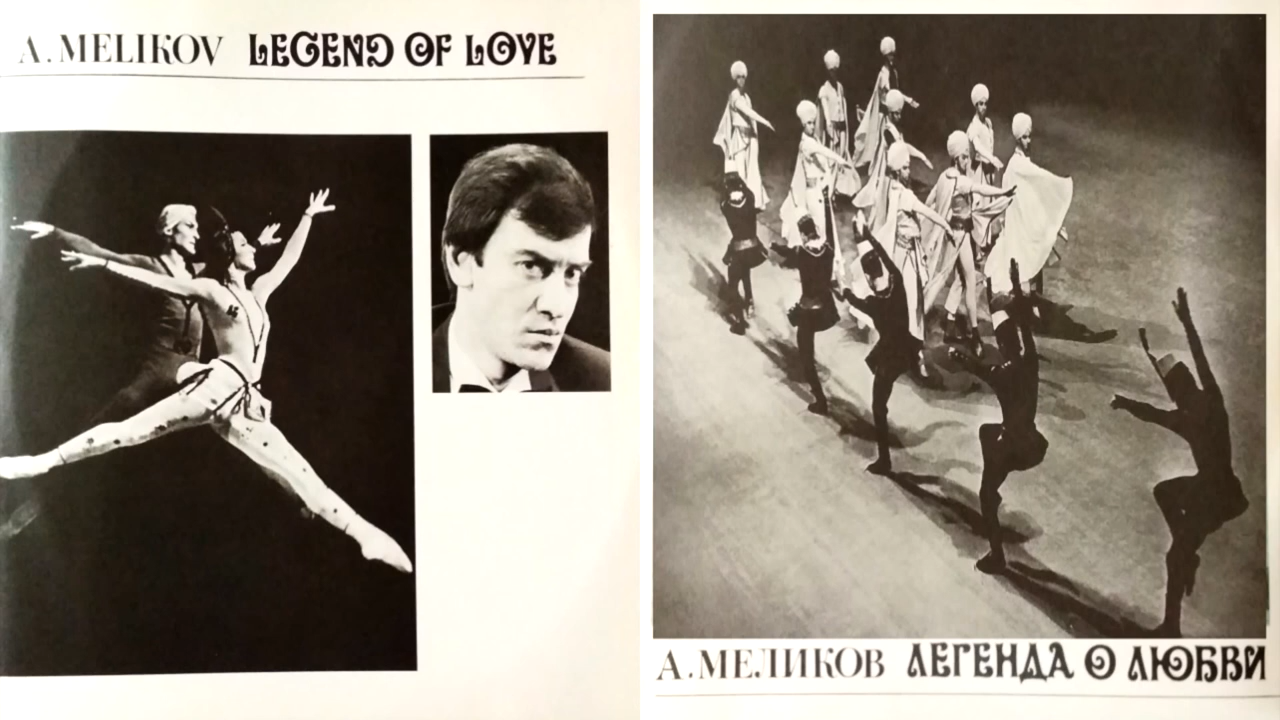 A. MELIKOV LEGEND OF LOVE
А. МЕЛИКОВ ЛЕГЕНДА О ЛЮБВИ